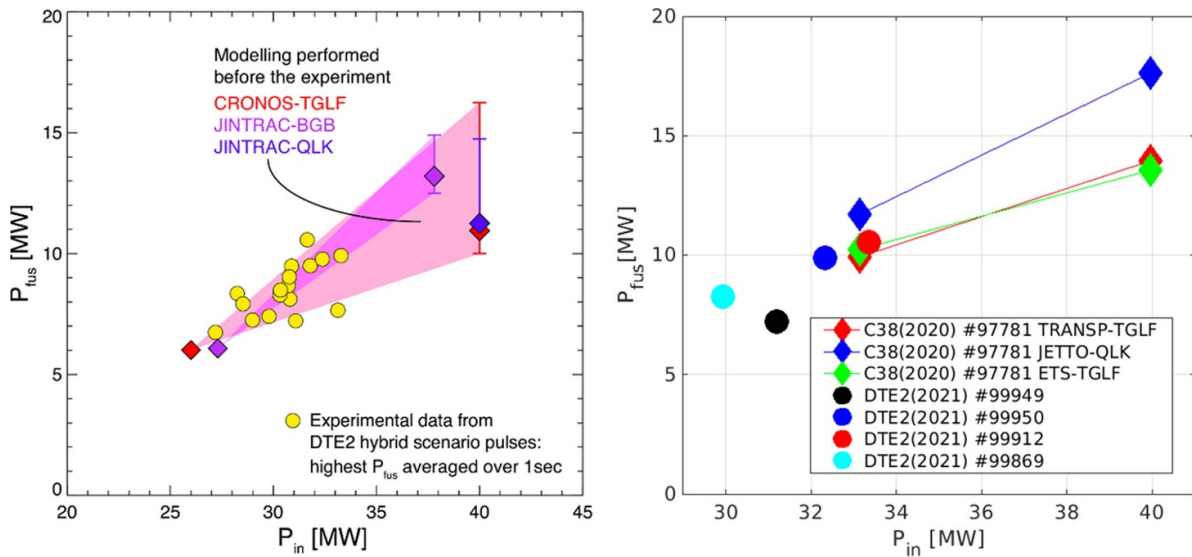 20
15
10
5
0
P_fus [MW]
Modelling performed
before the experiment
CRONOS-TGLF
JINTRAC-BGB
JINTRAC-QLK
Experimental data from
DTE2 hybrid scenario pulses:
highest P_fus averaged over 1sec
20 25 30 35 40 45
P_in [MW]
20
15
10
5
0
P_fus[MW]
C38(2020) #97781 TRANSP-TGLF
C38(2020) #97781 JETTO-QLK
C38(2020) #97781 ETS-TGLF
DTE2(2021) #99949
DTE2(2021) #99950
DTE2(2021) #99912
DTE2(2021) #99869
30 32 34 36 38 40
P_in [MW]